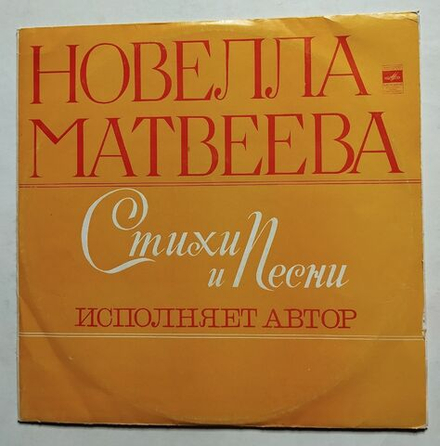 НОВЕЛЛА
МАТВЕЕВА
Стихи
и Песни
ИСПОЛНЯЕТ АВТОР